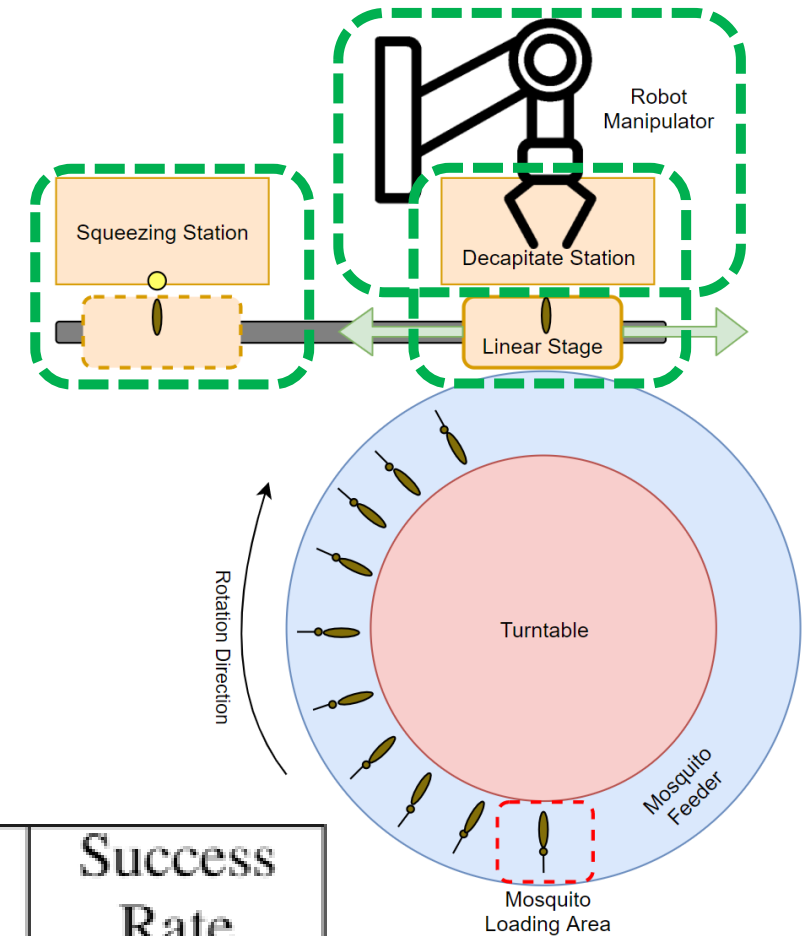 Robot
Manipulator
Squeezing Station
Decapitate Station
Linear Stage
Rotation Direction
Turntable
Mosquito
Feeder
Mosquito
Loading Area
Success
Rate